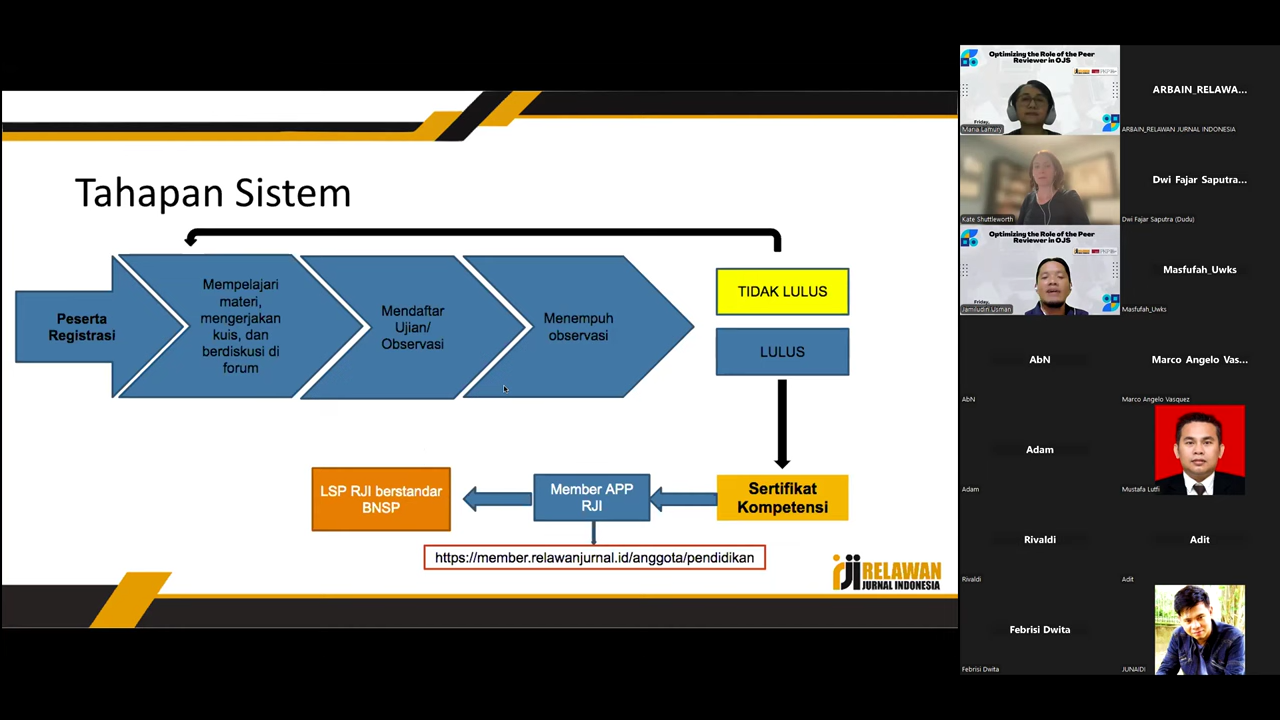 Tahapan Sistem
Peserta
Registrasi
Mempelajari
materi,
mengerjakan
kuis, dan
berdiskusi di
forum
Mendaftar
Ujian/
Observasi
Menempuh
observasi
TIDAK LULUS
LULUS
Sertifikat
Kompetensi
Member APP
RJI
LSP RJI berstandar
BNSP
https://member.relawanjurnal.id/anggota/pendidikan
RJI RELAWAN
JURNAL INDONESIA
Optimizing the Role of the Peer
Reviewer in OJS
Friday,
Maria Lamury
ARBAIN_RELAWA...
ARBAIN_RELAWAN JURNAL INDONESIA
Kate Shuttleworth
Dwi Fajar Saputra...
Dwi Fajar Saputra (Dudu)
Optimizing the Role of the Peer
Reviewer in OJS
Friday,
Jamiludin Usman
Masfufah_Uwks
Masfufah_Uwks
AbN
AbN
Marco Angelo Vas...
Marco Angelo Vasquez
Adam
Adam
Mustafa Lutfi
Rivaldi
Rivaldi
Adit
Adit
Febrisi Dwita
Febrisi Dwita
JUNAIDI